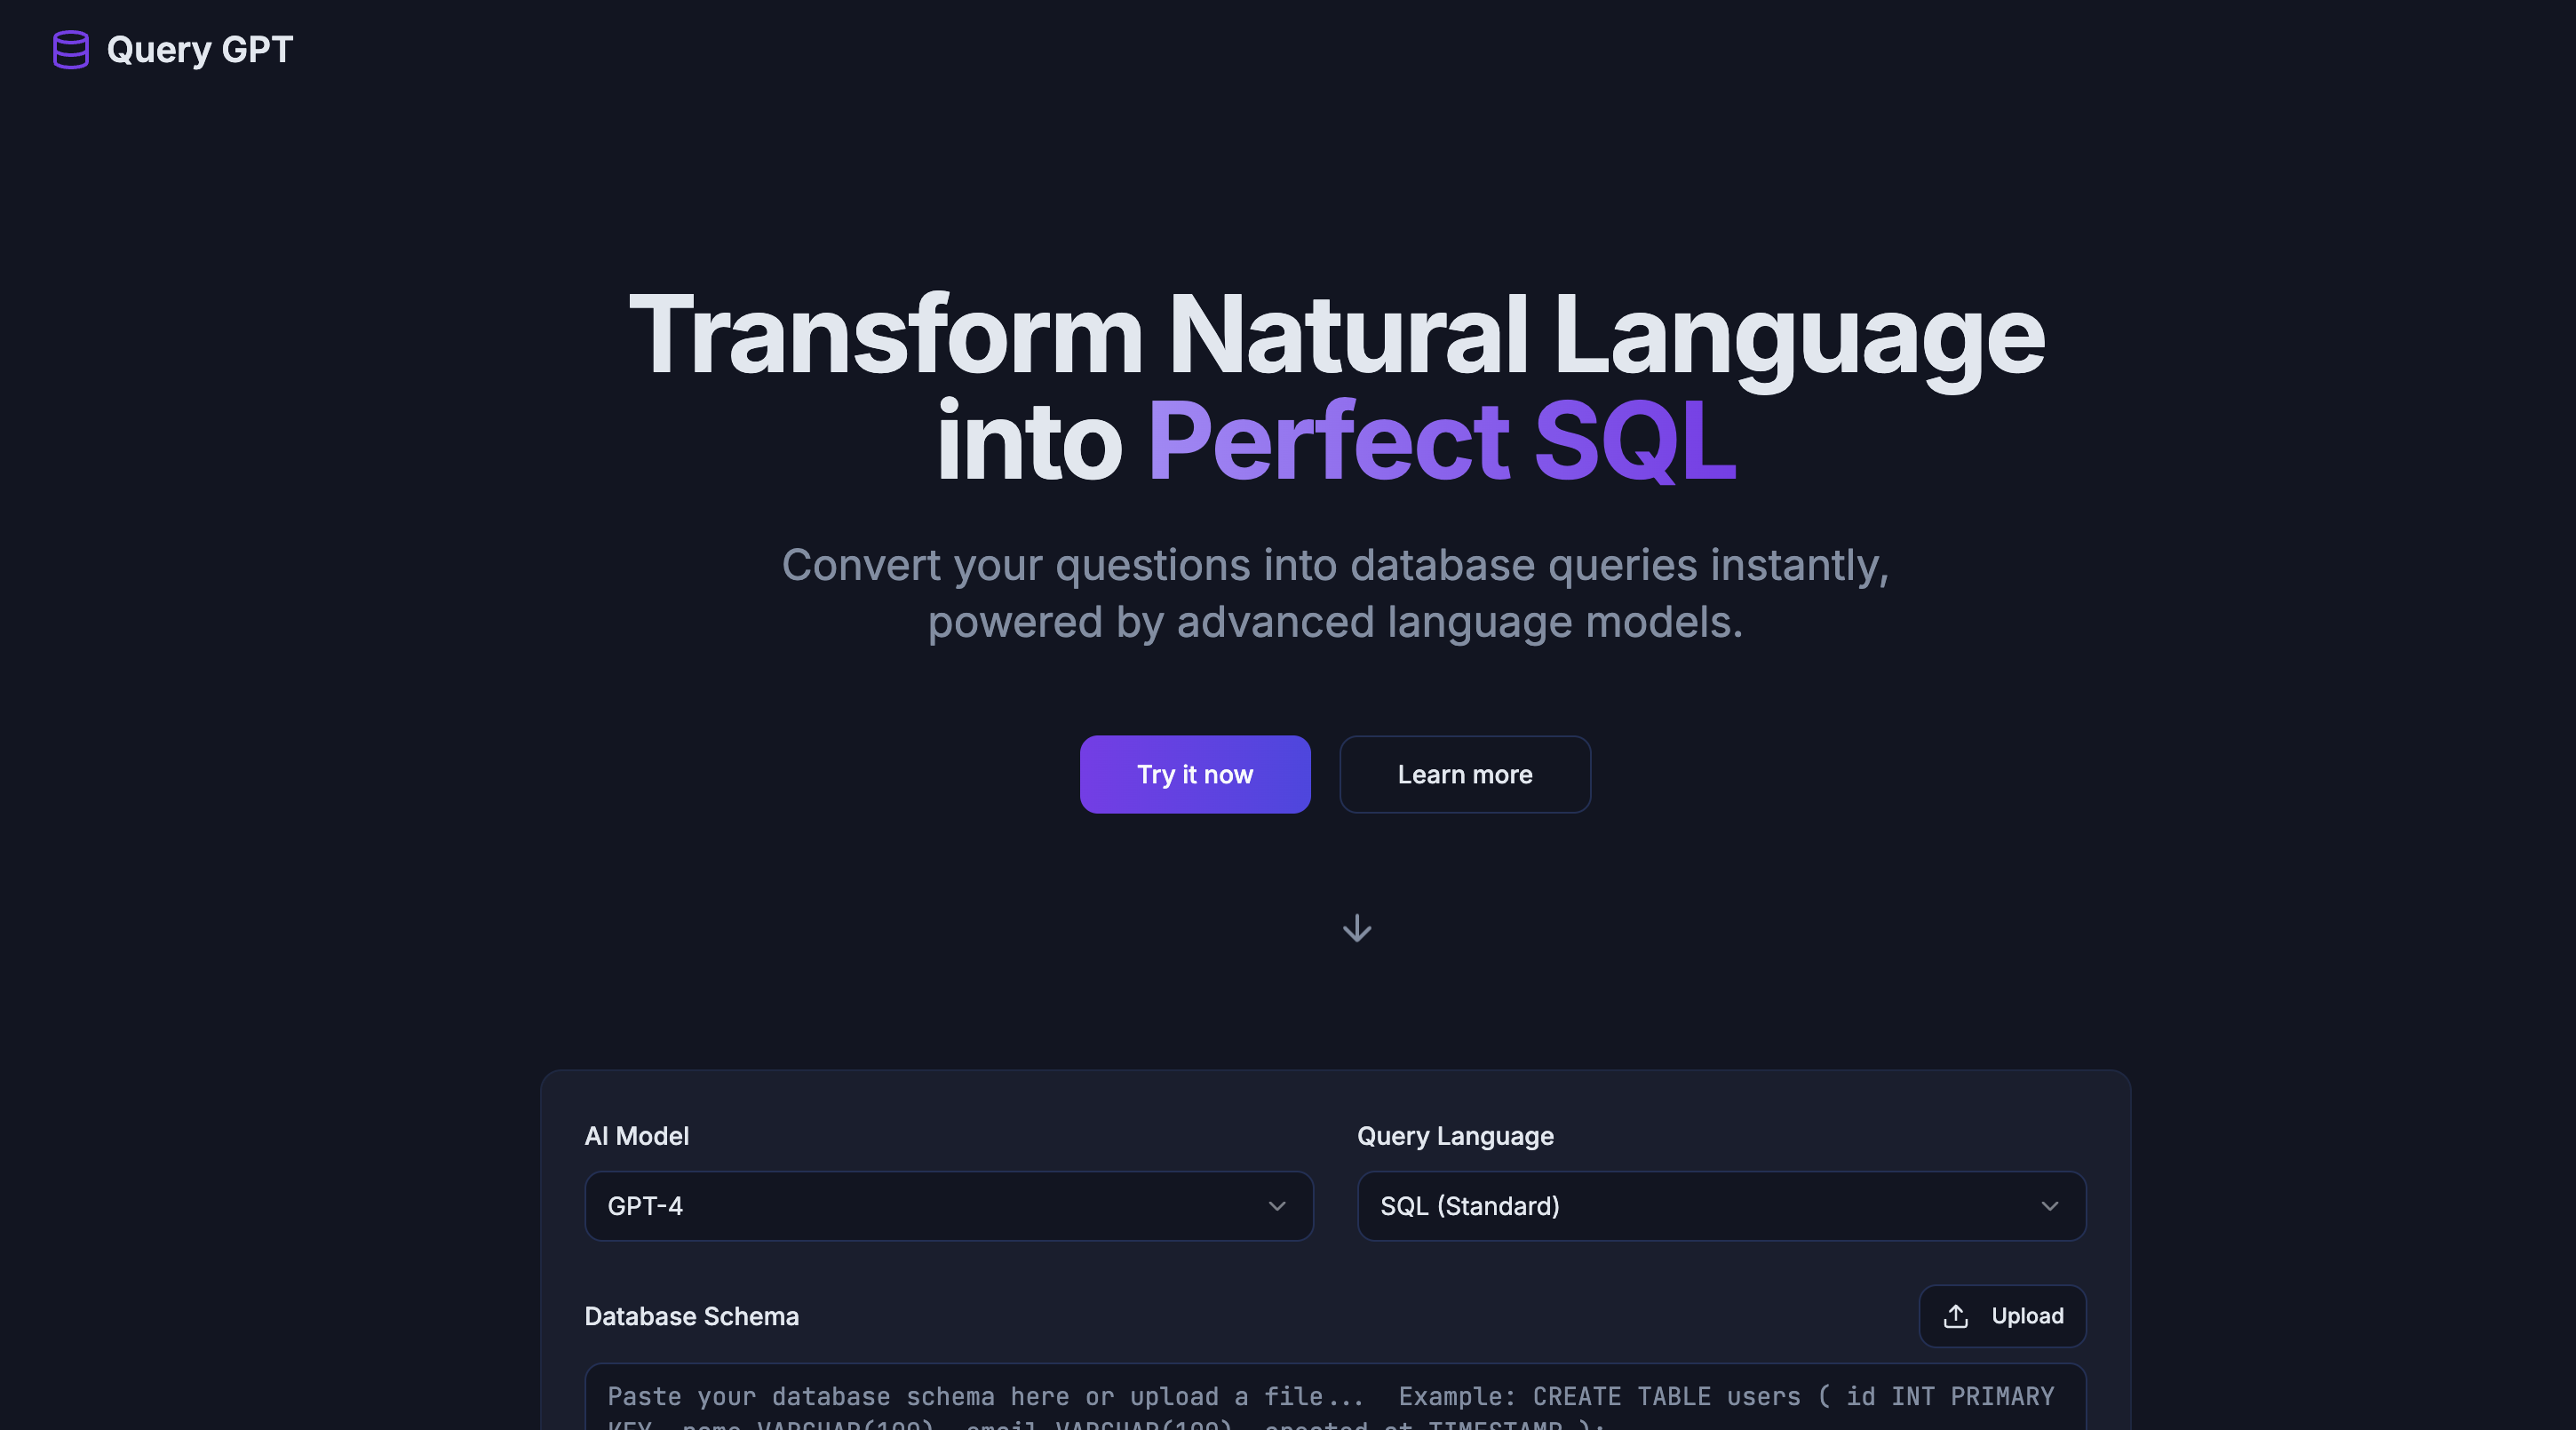 Query GPT
Transform Natural Language
into Perfect SQL
Convert your questions into database queries instantly,
powered by advanced language models.
Try it now
Learn more
AI Model
Query Language
GPT-4
SQL (Standard)
Database Schema
Upload
Paste your database schema here or upload a file... Example: CREATE TABLE users ( id INT PRIMARY
KEY, name VARCHAR(100), email VARCHAR(100), created_at TIMESTAMP );